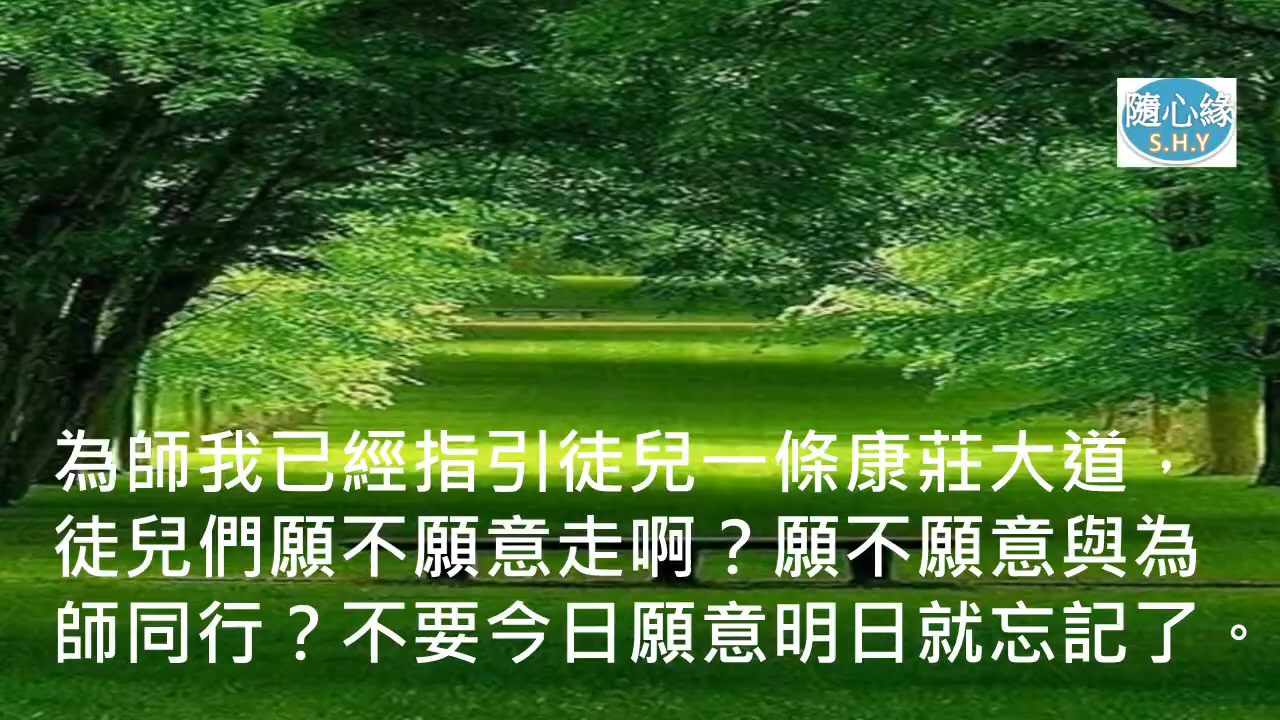 隨心緣
S.H.Y
為師我已經指引徒兒一條康莊大道，
徒兒們願不願意走啊？願不願意與為
師同行？不要今日願意明日就忘記了。